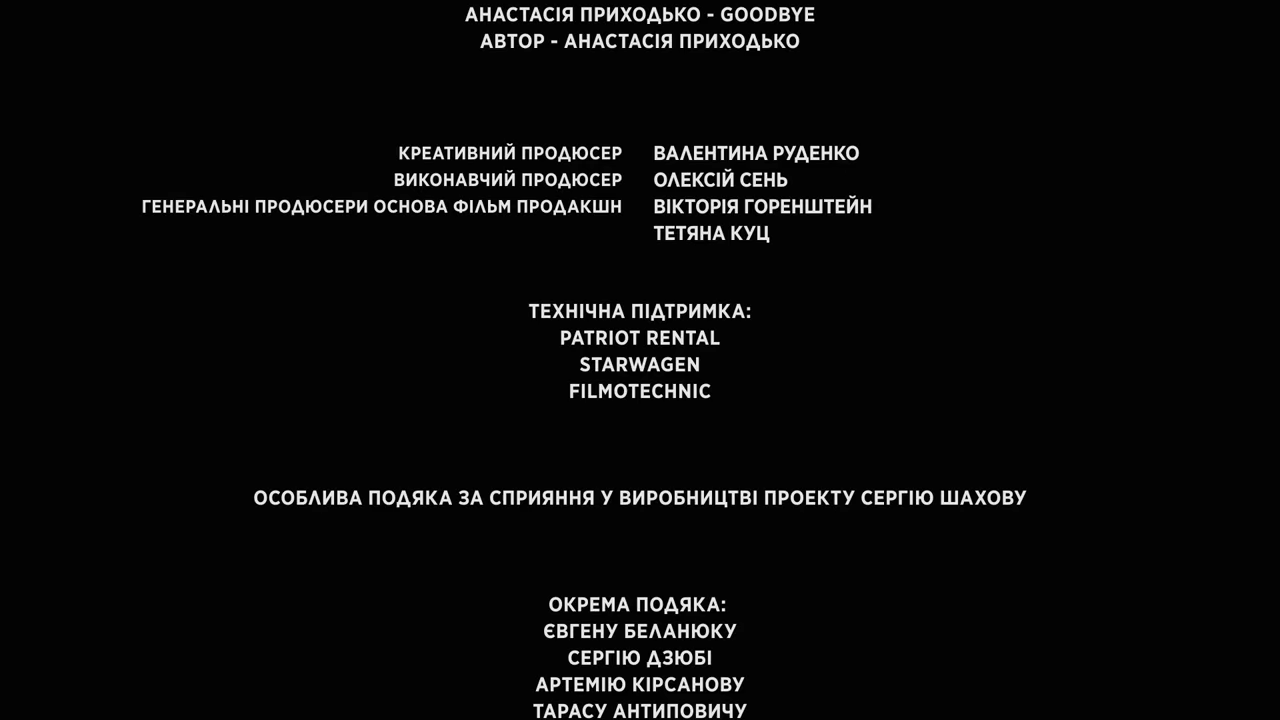 АНАСТАСІЯ ПРИХОДЬКО - GOODBYE
АВТОР - АНАСТАСІЯ ПРИХОДЬКО
КРЕАТИВНИЙ ПРОДЮСЕР ВАЛЕНТИНА РУДЕНКО
ВИКОНАВЧИЙ ПРОДЮСЕР ОЛЕКСІЙ СЕНЬ
ГЕНЕРАЛЬНІ ПРОДЮСЕРИ ОСНОВА ФІЛЬМ ПРОДАКШН ВІКТОРІЯ ГОРЕНШТЕЙН
ТЕТЯНА КУЦ
ТЕХНІЧНА ПІДТРИМКА:
PATRIOT RENTAL
STARWAGEN
FILMOTECHNIC
ОСОБЛИВА ПОДЯКА ЗА СПРИЯННЯ У ВИРОБНИЦТВІ ПРОЕКТУ СЕРГІЮ ШАХОВУ
ОКРЕМА ПОДЯКА:
ЄВГЕНУ БЕЛАНЮКУ
СЕРГІЮ ДЗЮБІ
АРТЕМІЮ КІРСАНОВУ
ТАРАСУ АНТИПОВИЧУ